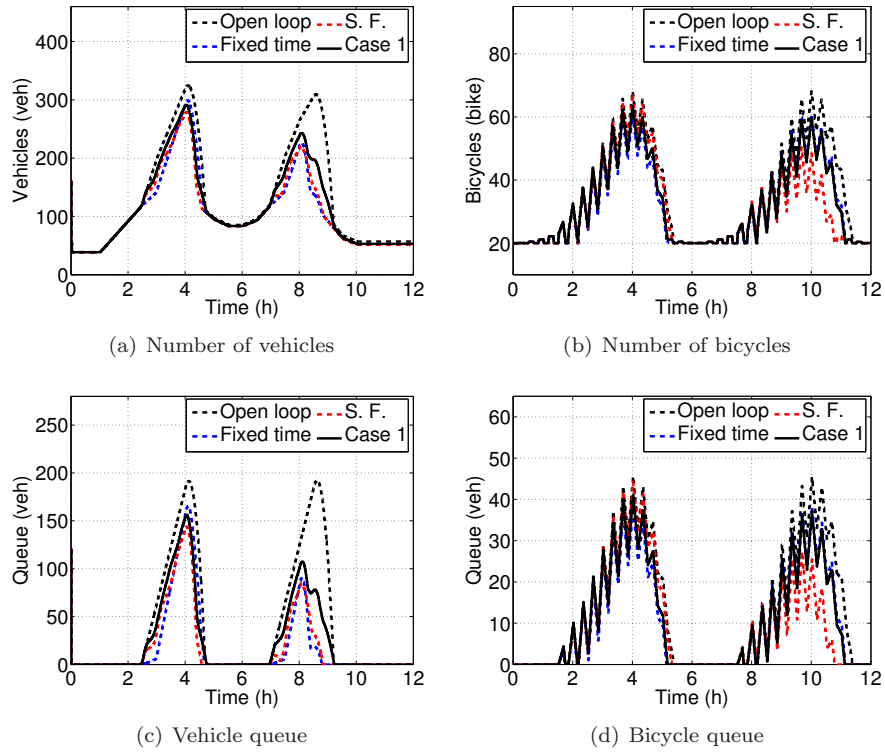 Open loop
S. F.
Fixed time
Case 1
Vehicles (veh)
400
300
200
100
0
0 2 4 6 8 10 12
Time (h)
(a) Number of vehicles
Open loop
S. F.
Fixed time
Case 1
Bicycles (bike)
80
60
40
20
0 2 4 6 8 10 12
Time (h)
(b) Number of bicycles
Open loop
S. F.
Fixed time
Case 1
Queue (veh)
250
200
150
100
50
0
0 2 4 6 8 10 12
Time (h)
(c) Vehicle queue
Open loop
S. F.
Fixed time
Case 1
Queue (veh)
60
50
40
30
20
10
0
0 2 4 6 8 10 12
Time (h)
(d) Bicycle queue